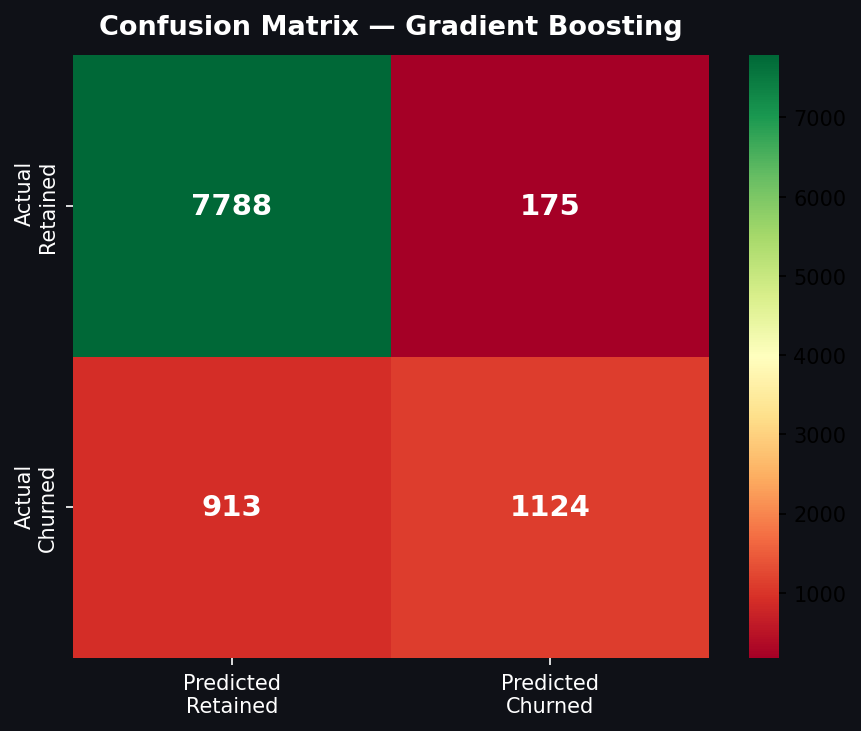 Confusion Matrix — Gradient Boosting
Actual
Retained
7788
175
Actual
Churned
913
1124
Predicted
Retained
Predicted
Churned
7000
6000
5000
4000
3000
2000
1000